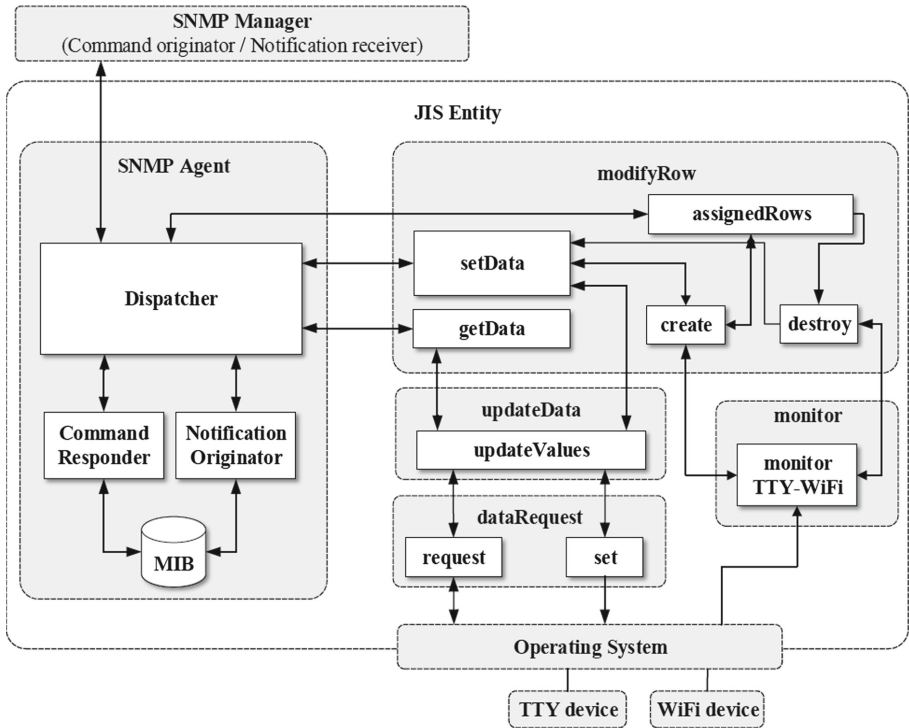 SNMP Manager
(Command originator / Notification receiver)
JIS Entity
SNMP Agent
modifyRow
assignedRows
Dispatcher
setData
getData
create
destroy
Command
Responder
Notification
Originator
MIB
updateData
updateValues
monitor
monitor
TTY-WiFi
dataRequest
request
set
Operating System
TTY device
WiFi device